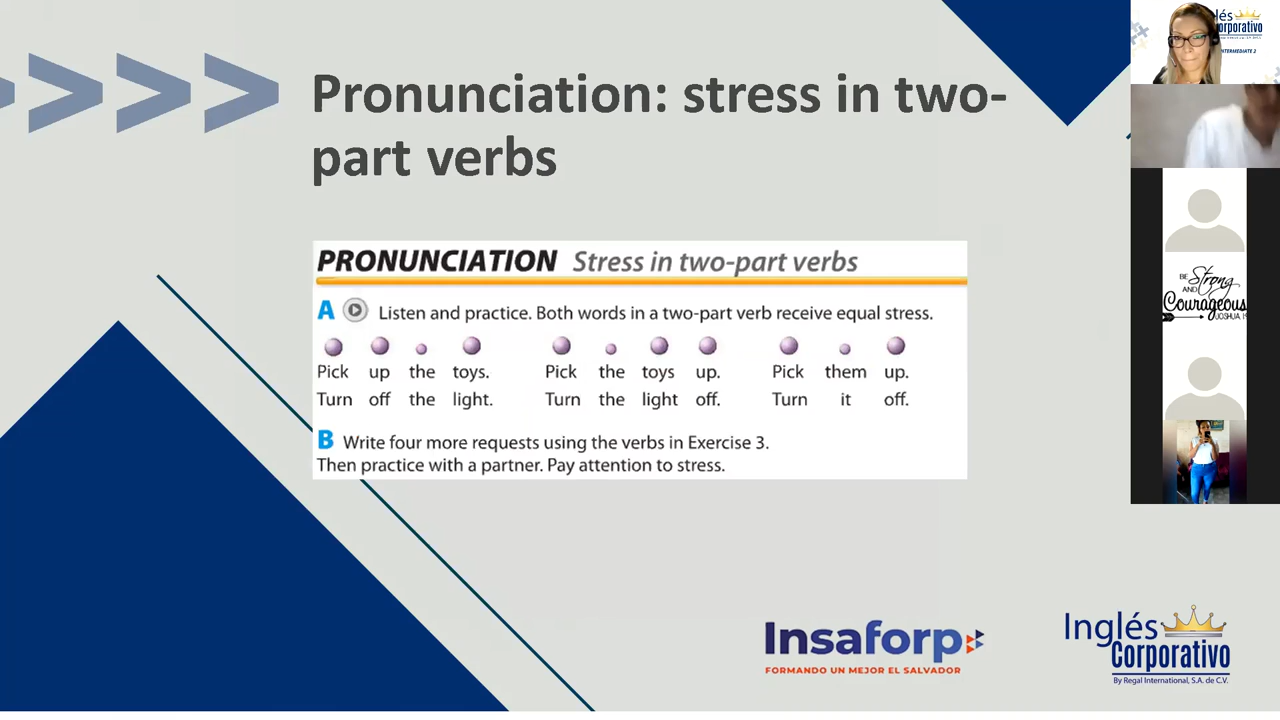 Pronunciation: stress in two-
part verbs
PRONUNCIATION Stress in two-part verbs
A Listen and practice. Both words in a two-part verb receive equal stress.
Pick up the toys. Pick the toys up. Pick them up.
Turn off the light. Turn the light off. Turn it off.
B Write four more requests using the verbs in Exercise 3.
Then practice with a partner. Pay attention to stress.
Insaforp
FORMANDO UN MEJOR EL SALVADOR
Inglés
Corporativo
By Regal International, S.A. de C.V.
lés
orporativo
INTERMEDIATE 2
BE
Strong
AND
Courageous
JOSHUA 1